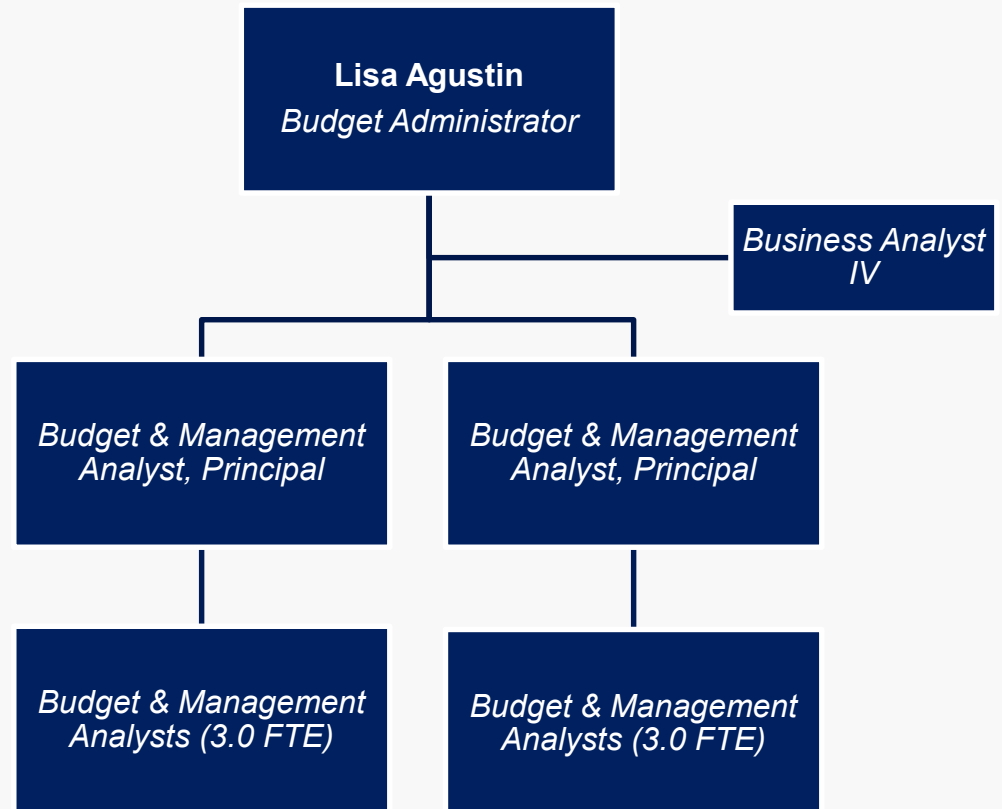 Lisa Agustin
Budget Administrator
Business Analyst
IV
Budget & Management
Analyst, Principal
Budget & Management
Analyst, Principal
Budget & Management
Analysts (3.0 FTE)
Budget & Management
Analysts (3.0 FTE)